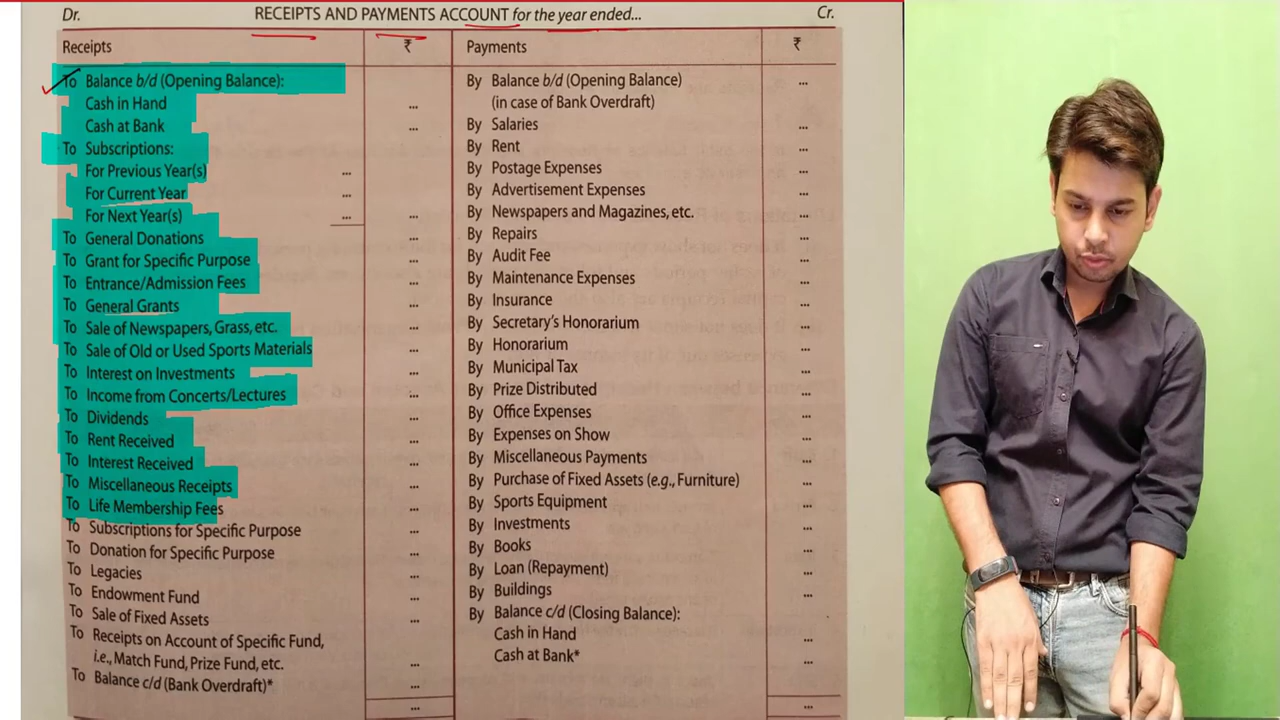 Dr. RECEIPTS AND PAYMENTS ACCOUNT for the year ended... Cr.
Receipts ₹ Payments ₹
To Balance b/d (Opening Balance):
Cash in Hand ...
Cash at Bank ...
To Subscriptions:
For Previous Year(s) ...
For Current Year ...
For Next Year(s) ... ...
To General Donations ...
To Grant for Specific Purpose ...
To Entrance/Admission Fees ...
To General Grants ...
To Sale of Newspapers, Grass, etc. ...
To Sale of Old or Used Sports Materials ...
To Interest on Investments ...
To Income from Concerts/Lectures ...
To Dividends ...
To Rent Received ...
To Interest Received ...
To Miscellaneous Receipts ...
To Life Membership Fees ...
To Subscriptions for Specific Purpose ...
To Donation for Specific Purpose ...
To Legacies ...
To Endowment Fund ...
To Sale of Fixed Assets ...
To Receipts on Account of Specific Fund,
i.e., Match Fund, Prize Fund, etc. ...
To Balance c/d (Bank Overdraft)* ...
...
By Balance b/d (Opening Balance) ...
(in case of Bank Overdraft)
By Salaries ...
By Rent ...
By Postage Expenses ...
By Advertisement Expenses ...
By Newspapers and Magazines, etc. ...
By Repairs ...
By Audit Fee ...
By Maintenance Expenses ...
By Insurance ...
By Secretary's Honorarium ...
By Honorarium ...
By Municipal Tax ...
By Prize Distributed ...
By Office Expenses ...
By Expenses on Show ...
By Miscellaneous Payments ...
By Purchase of Fixed Assets (e.g., Furniture) ...
By Sports Equipment ...
By Investments ...
By Books ...
By Loan (Repayment) ...
By Buildings ...
By Balance c/d (Closing Balance):
Cash in Hand ...
Cash at Bank* ...
...